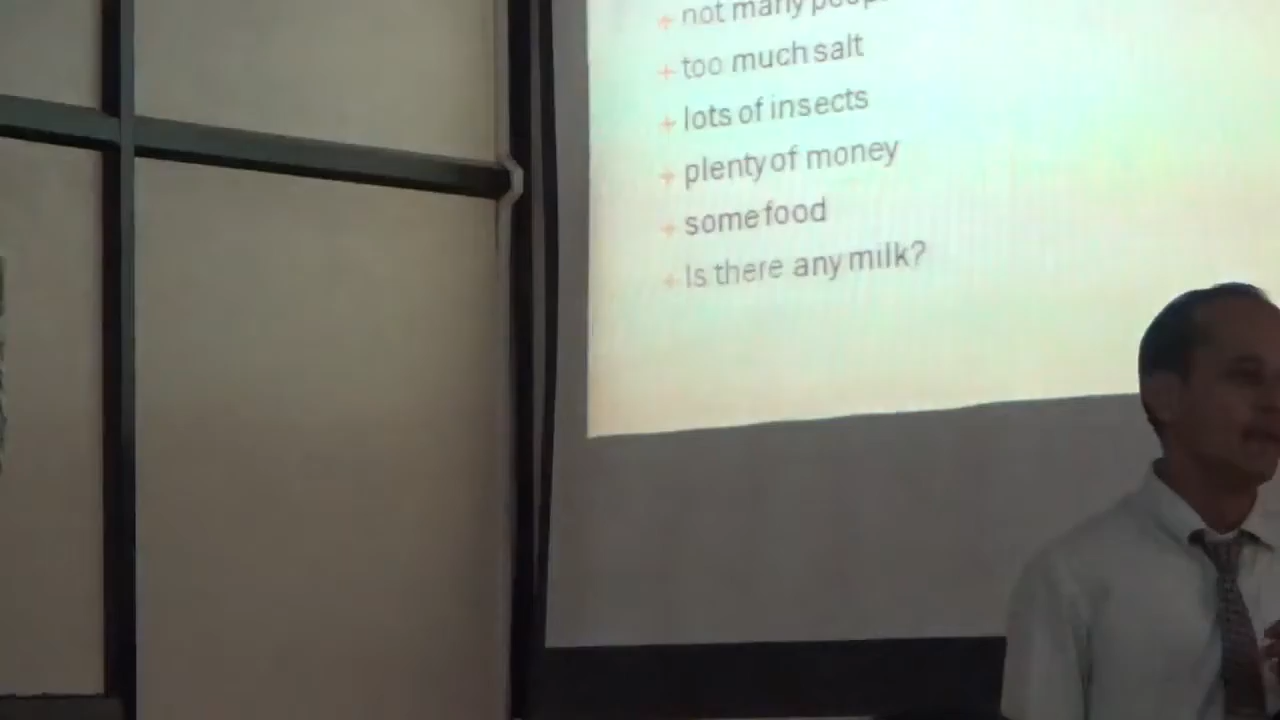 + not many
+ too much salt
+ lots of insects
+ plenty of money
+ some food
+ Is there any milk?